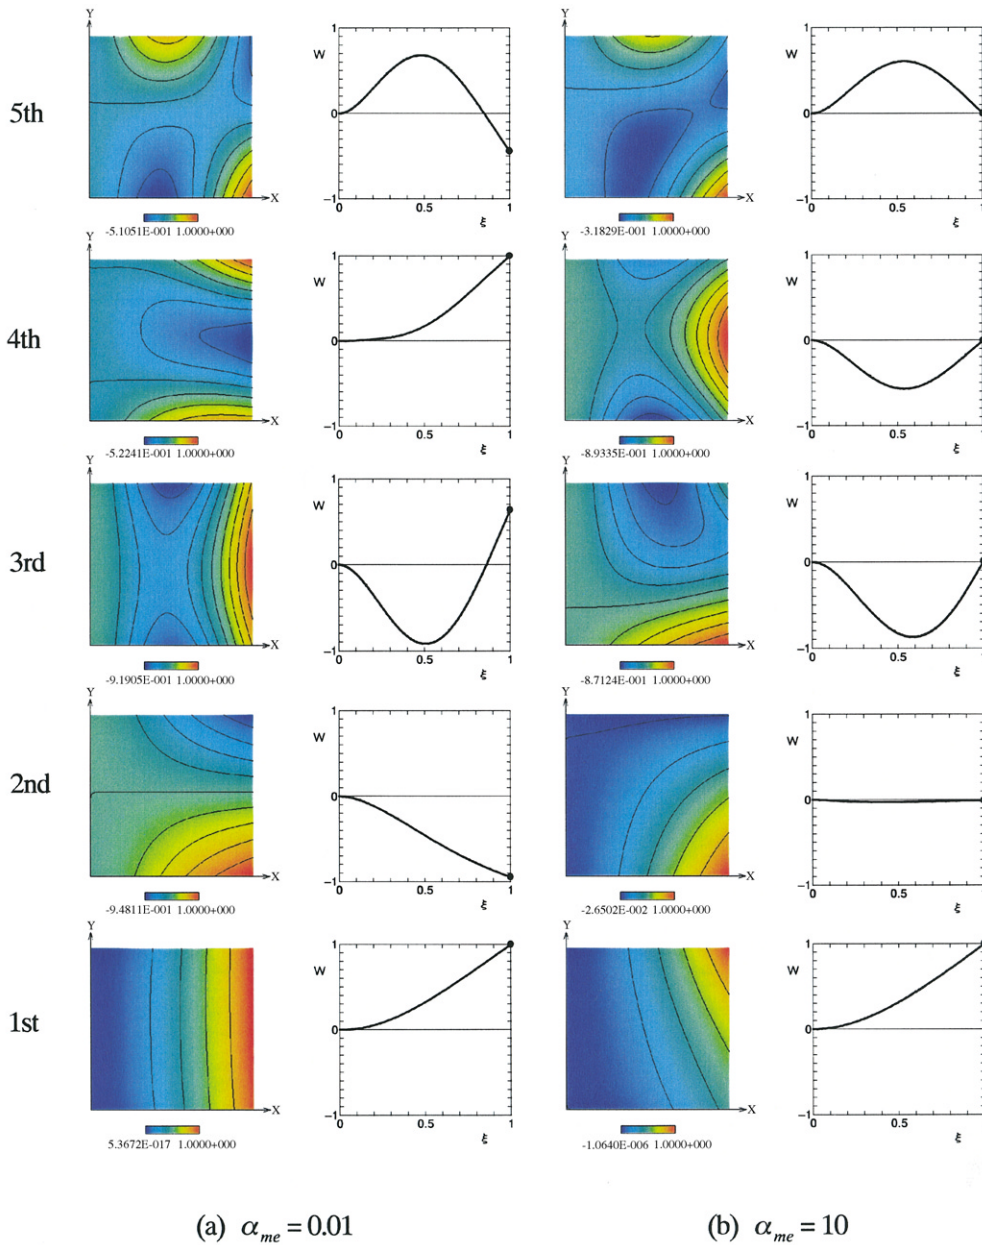 5th
Y
X
-5.1051E-001 1.0000+000
W
1
0
-1
0 0.5 1
ξ
Y
X
-3.1829E-001 1.0000+000
W
1
0
-1
0 0.5 1
ξ
4th
Y
X
-5.2241E-001 1.0000+000
W
1
0
-1
0 0.5 1
ξ
Y
X
-8.9335E-001 1.0000+000
W
1
0
-1
0 0.5 1
ξ
3rd
Y
X
-9.1905E-001 1.0000+000
W
1
0
-1
0 0.5 1
ξ
Y
X
-8.7124E-001 1.0000+000
W
1
0
-1
0 0.5 1
ξ
2nd
Y
X
-9.4811E-001 1.0000+000
W
1
0
-1
0 0.5 1
ξ
Y
X
-2.6502E-002 1.0000+000
W
1
0
-1
0 0.5 1
ξ
1st
Y
X
5.3672E-017 1.0000+000
W
1
0
-1
0 0.5 1
ξ
Y
X
-1.0640E-006 1.0000+000
W
1
0
-1
0 0.5 1
ξ
(a) α_me = 0.01
(b) α_me = 10